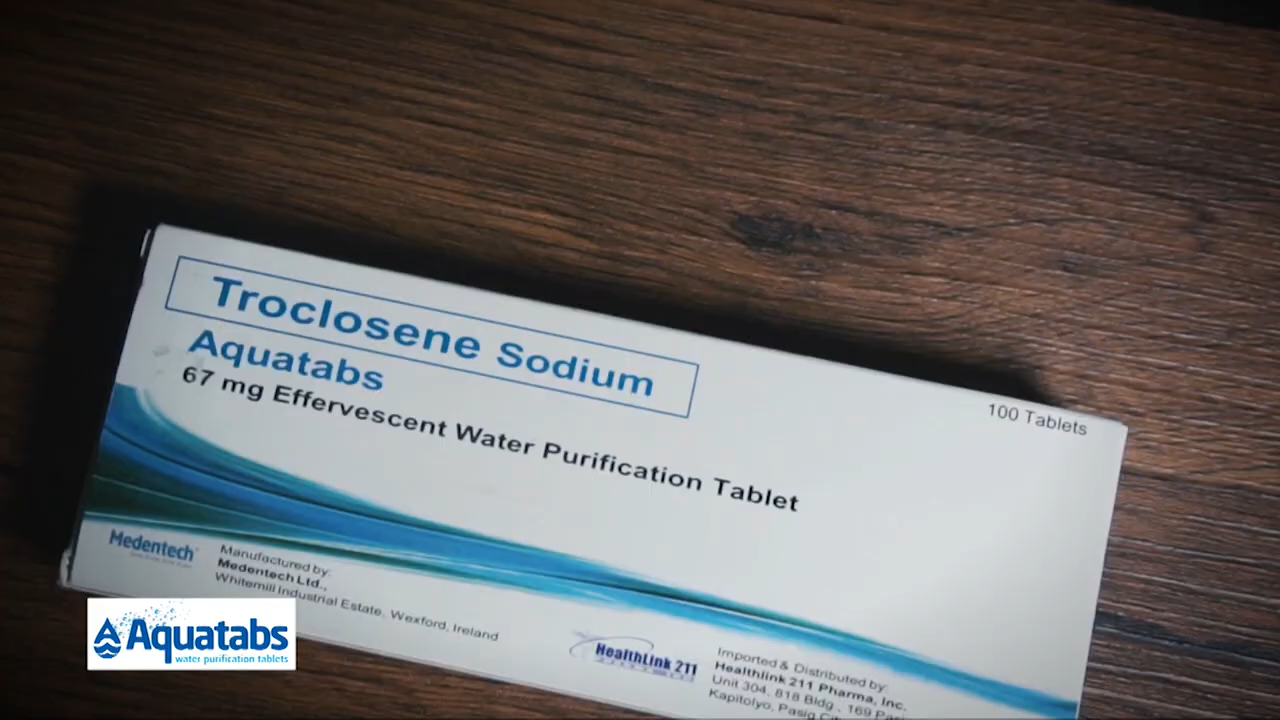 Troclosene Sodium
Aquatabs
67 mg Effervescent Water Purification Tablet
100 Tablets
Medentech
Manufactured by:
Medentech Ltd.,
Whitemill Industrial Estate, Wexford, Ireland
HealthLink 211
Imported & Distributed by:
Healthlink 211 Pharma, Inc.
Unit 304, 818 Bldg., 169
Kapitolyo, Pasig
Aquatabs
water purification tablets